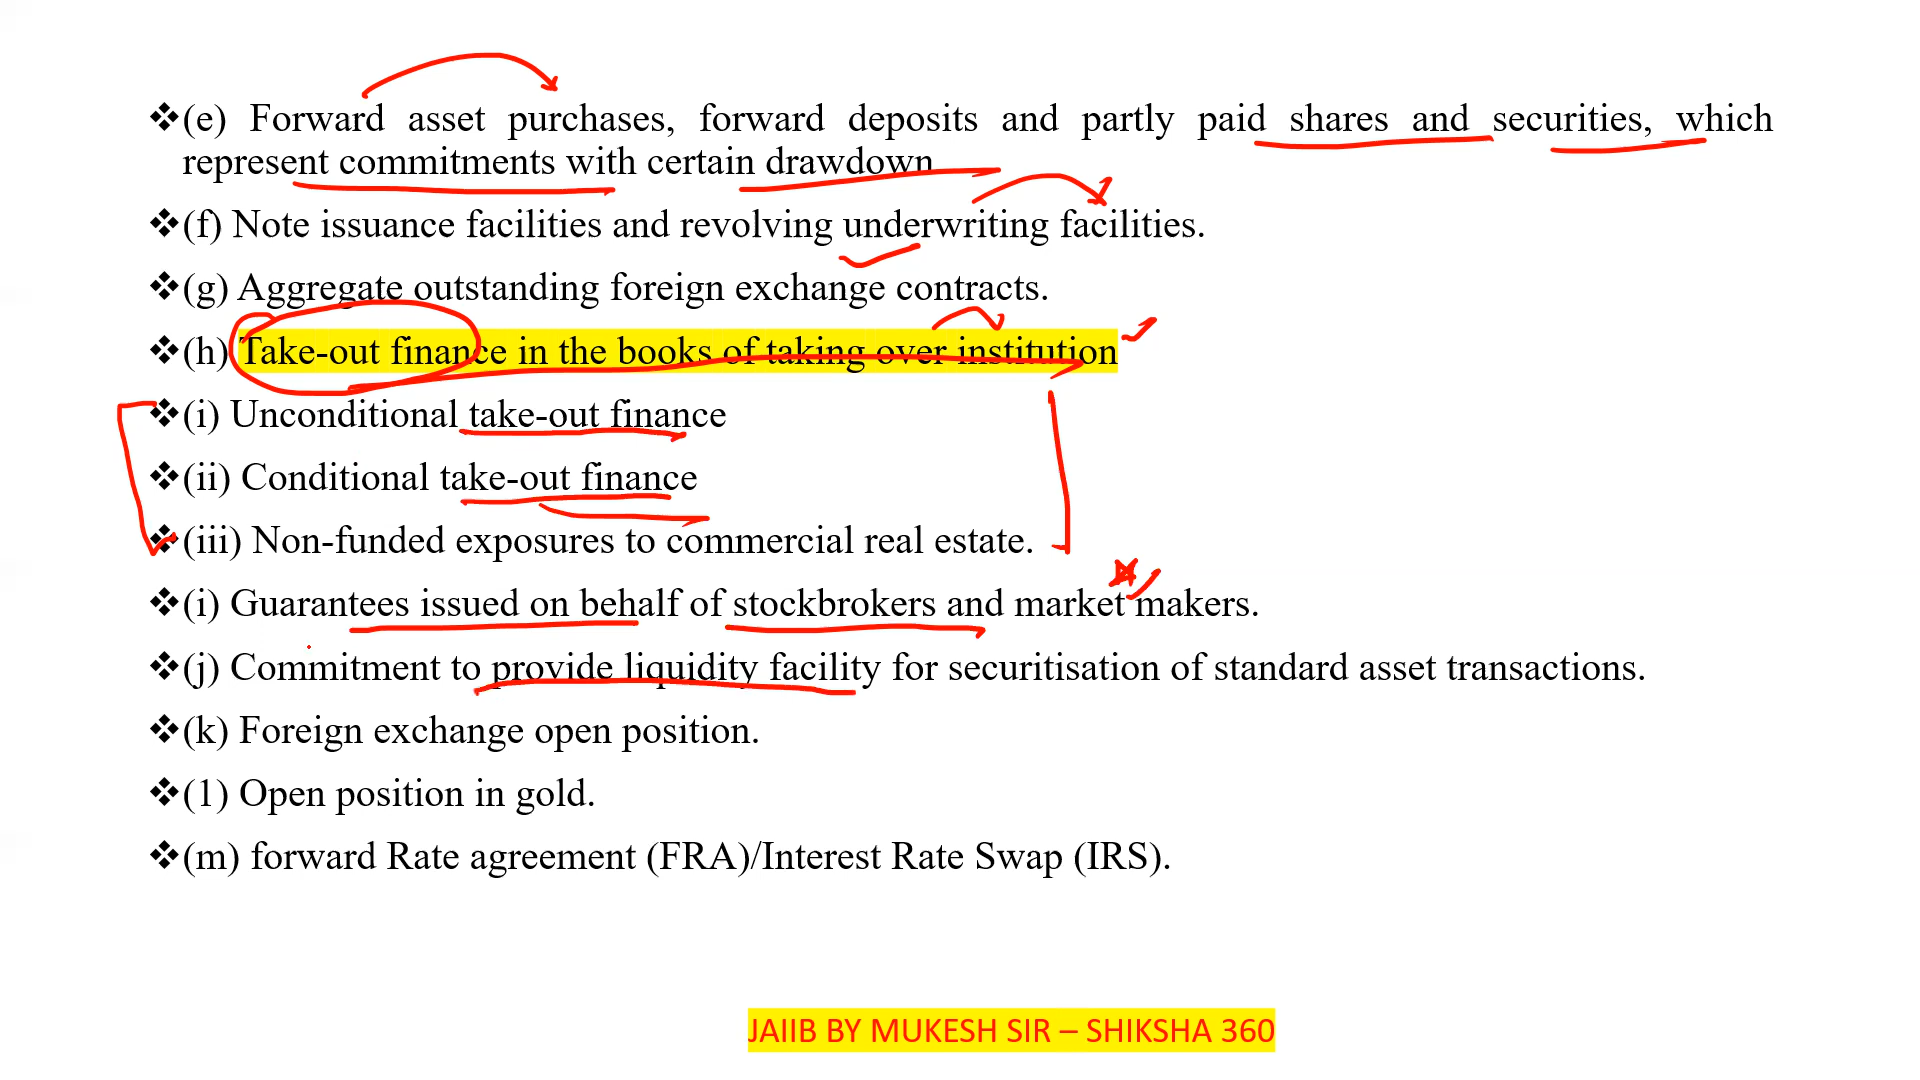 ❖(e) Forward asset purchases, forward deposits and partly paid shares and securities, which
represent commitments with certain drawdown
❖(f) Note issuance facilities and revolving underwriting facilities.
❖(g) Aggregate outstanding foreign exchange contracts.
❖(h) Take-out finance in the books of taking over institution
❖(i) Unconditional take-out finance
❖(ii) Conditional take-out finance
❖(iii) Non-funded exposures to commercial real estate.
❖(i) Guarantees issued on behalf of stockbrokers and market makers.
❖(j) Commitment to provide liquidity facility for securitisation of standard asset transactions.
❖(k) Foreign exchange open position.
❖(1) Open position in gold.
❖(m) forward Rate agreement (FRA)/Interest Rate Swap (IRS).
JAIIB BY MUKESH SIR – SHIKSHA 360